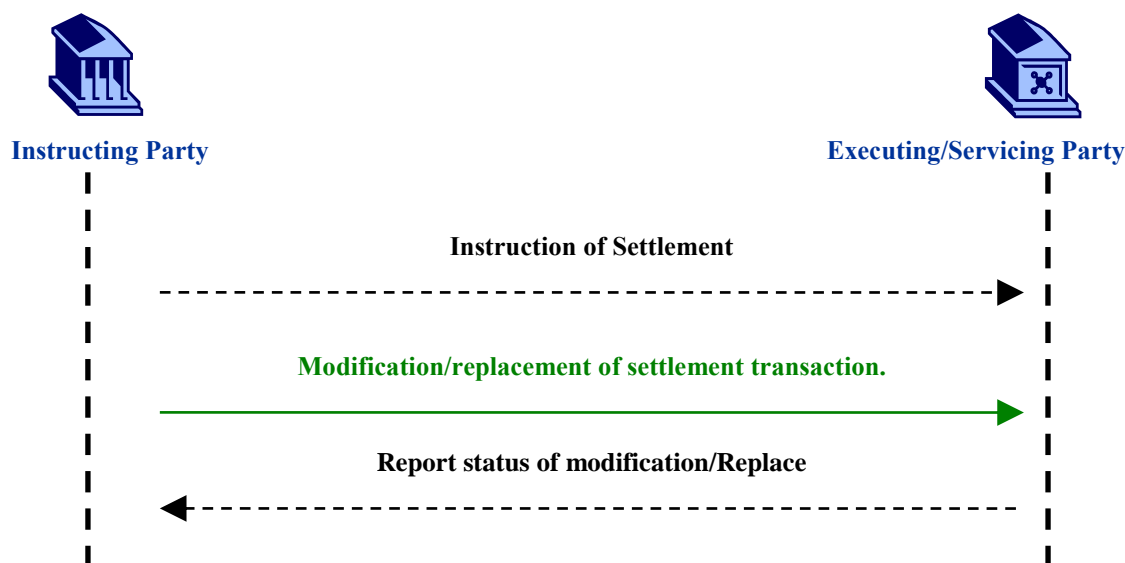 Instructing Party
Executing/Servicing Party
Instruction of Settlement
Modification/replacement of settlement transaction.
Report status of modification/Replace